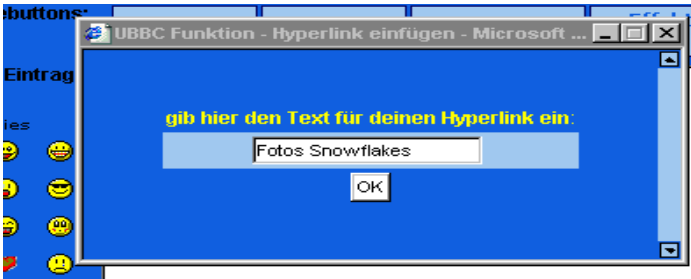 ebuttons:
UBBC Funktion - Hyperlink einfügen - Microsoft ...
Eintrag
ies
gib hier den Text für deinen Hyperlink ein:
Fotos Snowflakes
OK